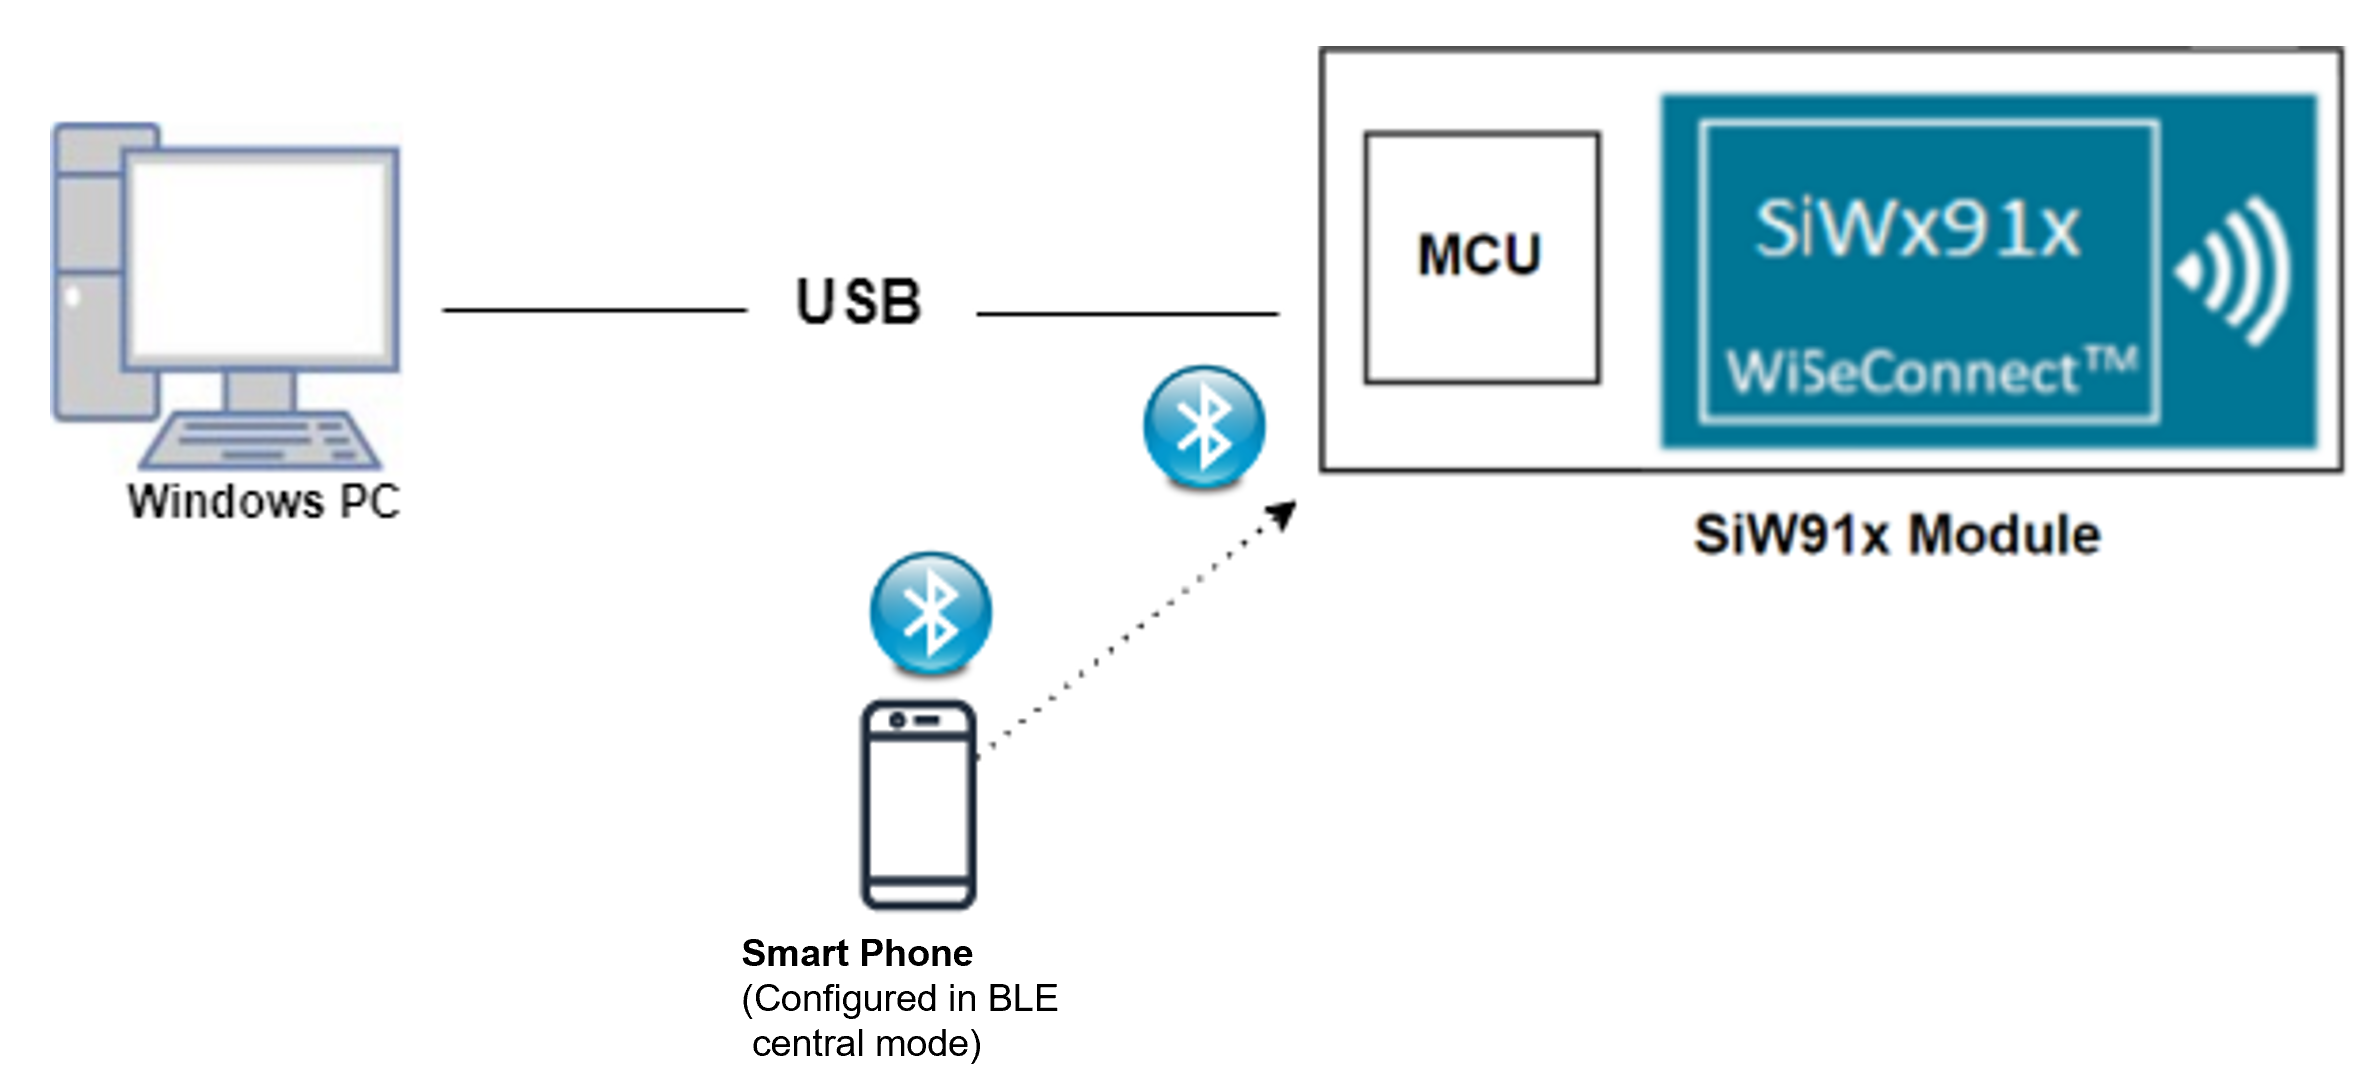 USB
MCU
SiWx91x
WiSeConnect™
Windows PC
SiW91x Module
Smart Phone
(Configured in BLE
central mode)